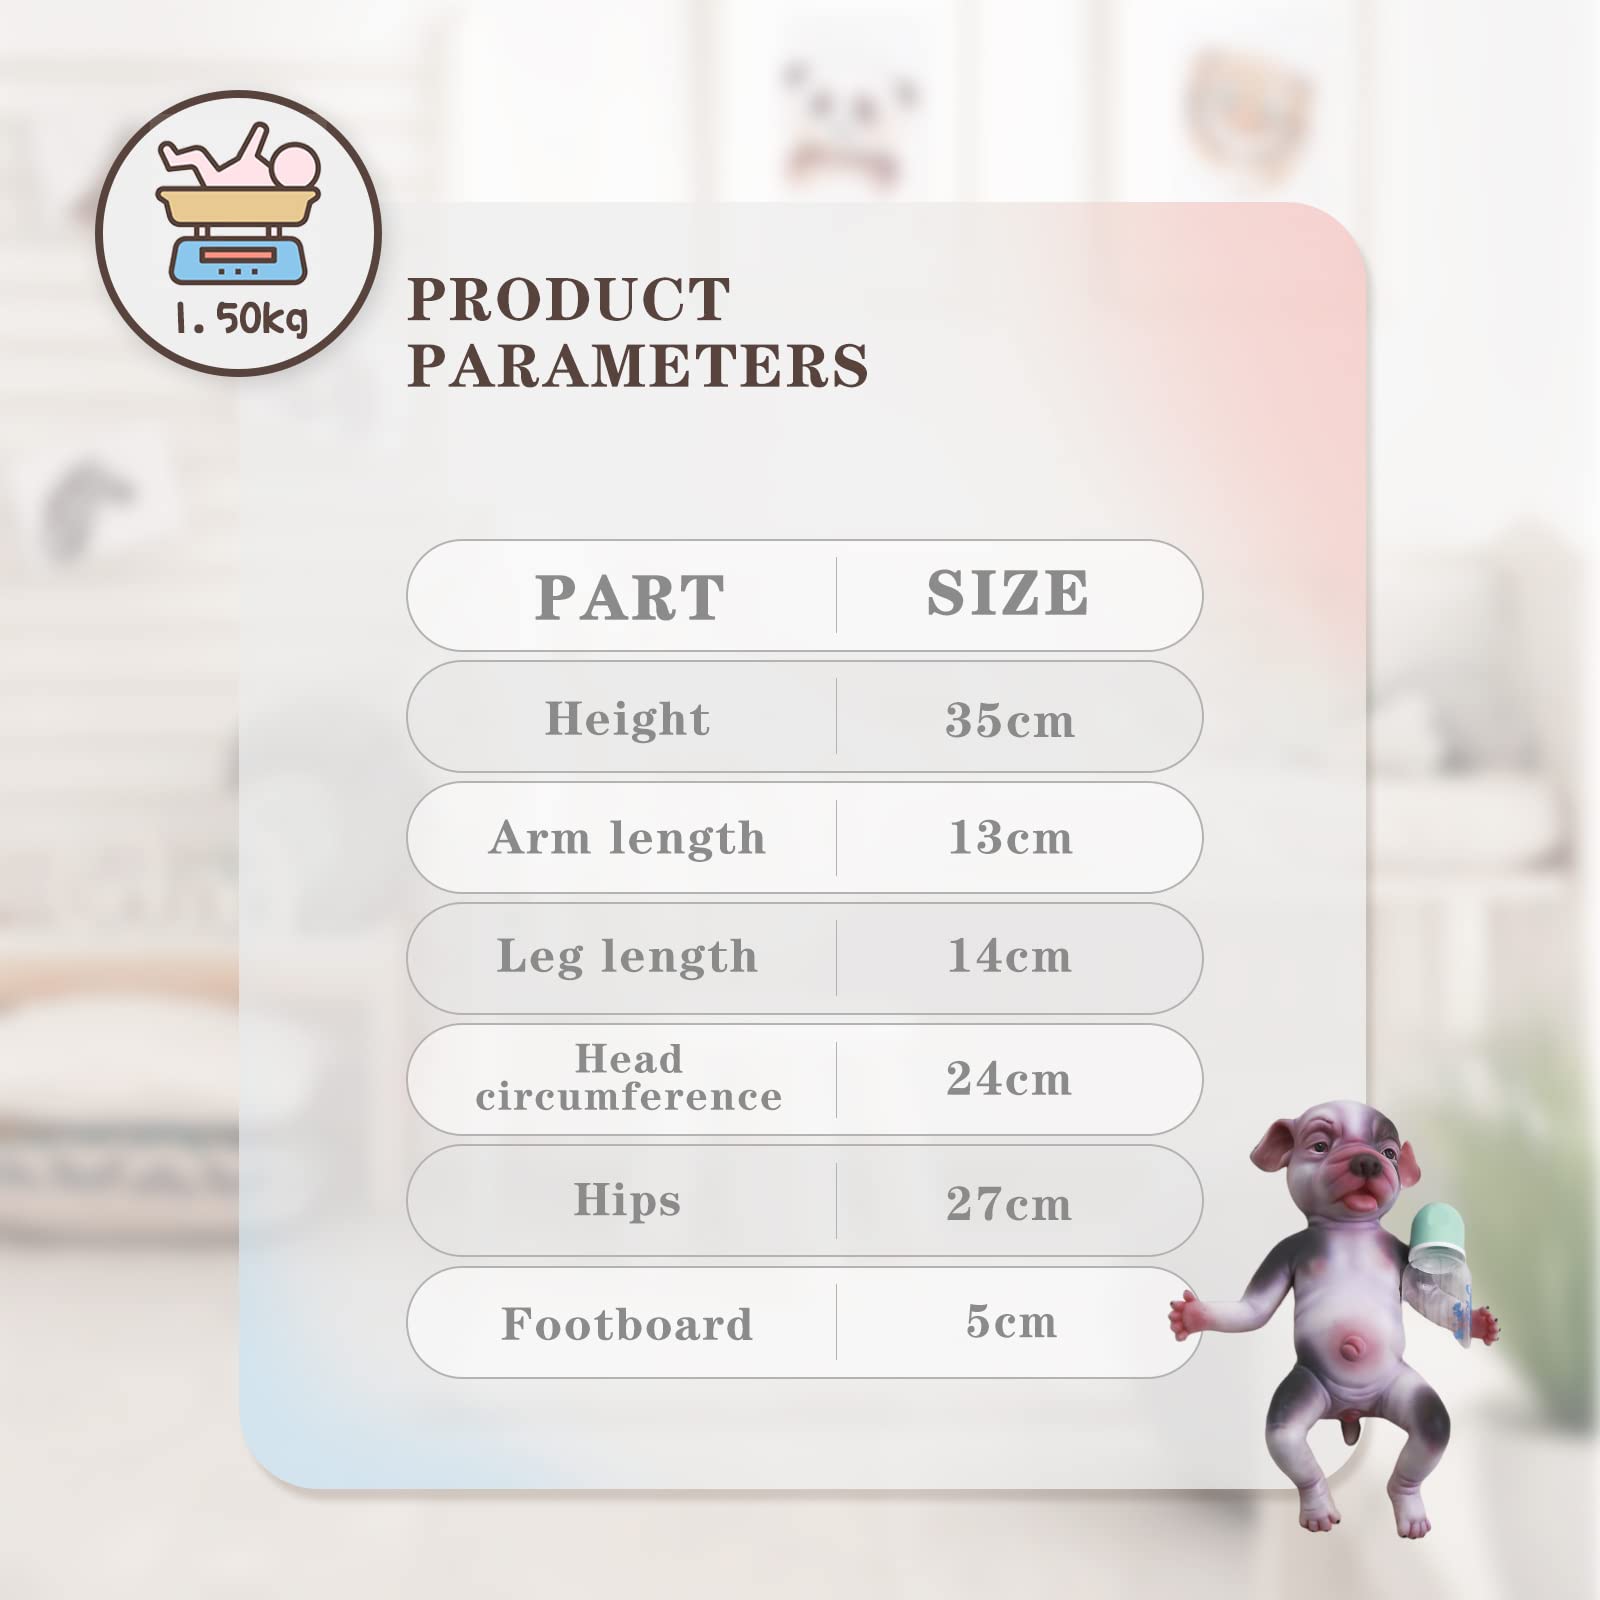 1.50kg
PRODUCT
PARAMETERS
PART SIZE
Height 35cm
Arm length 13cm
Leg length 14cm
Head
circumference 24cm
Hips 27cm
Footboard 5cm